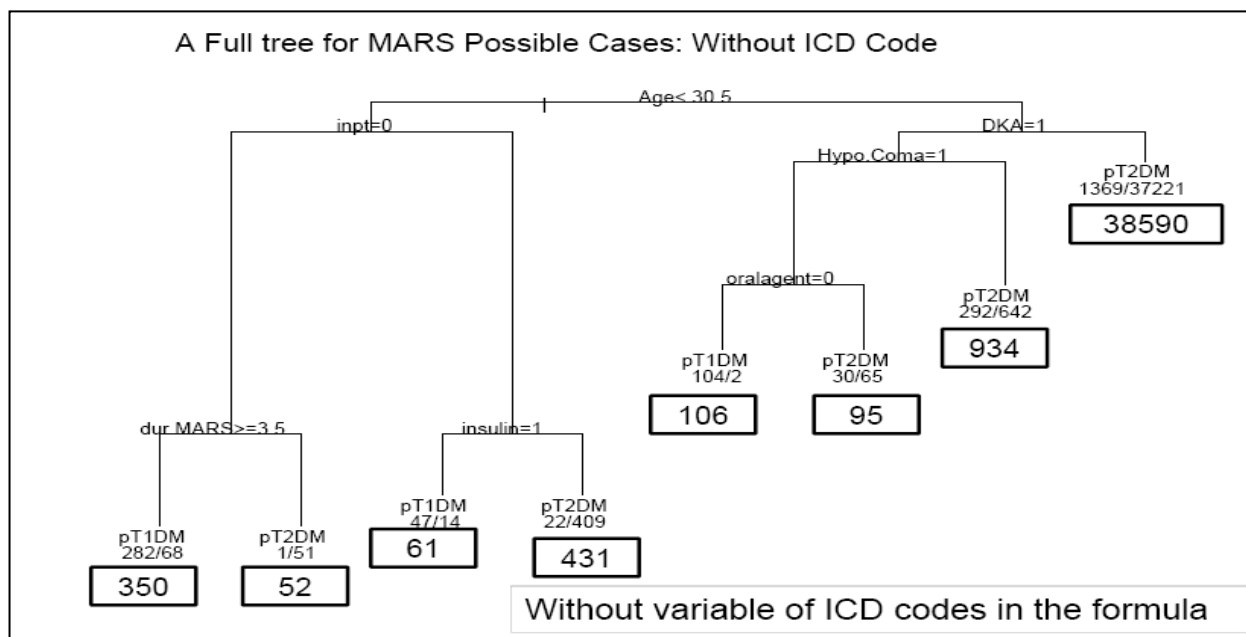 A Full tree for MARS Possible Cases: Without ICD Code
Age< 30.5
inpt=0
DKA=1
Hypo.Coma=1
pT2DM
1369/37221
38590
oralagent=0
pT2DM
292/642
934
pT1DM
104/2
106
pT2DM
30/65
95
dur.MARS>=3.5
insulin=1
pT1DM
282/68
350
pT2DM
1/51
52
pT1DM
47/14
61
pT2DM
22/409
431
Without variable of ICD codes in the formula